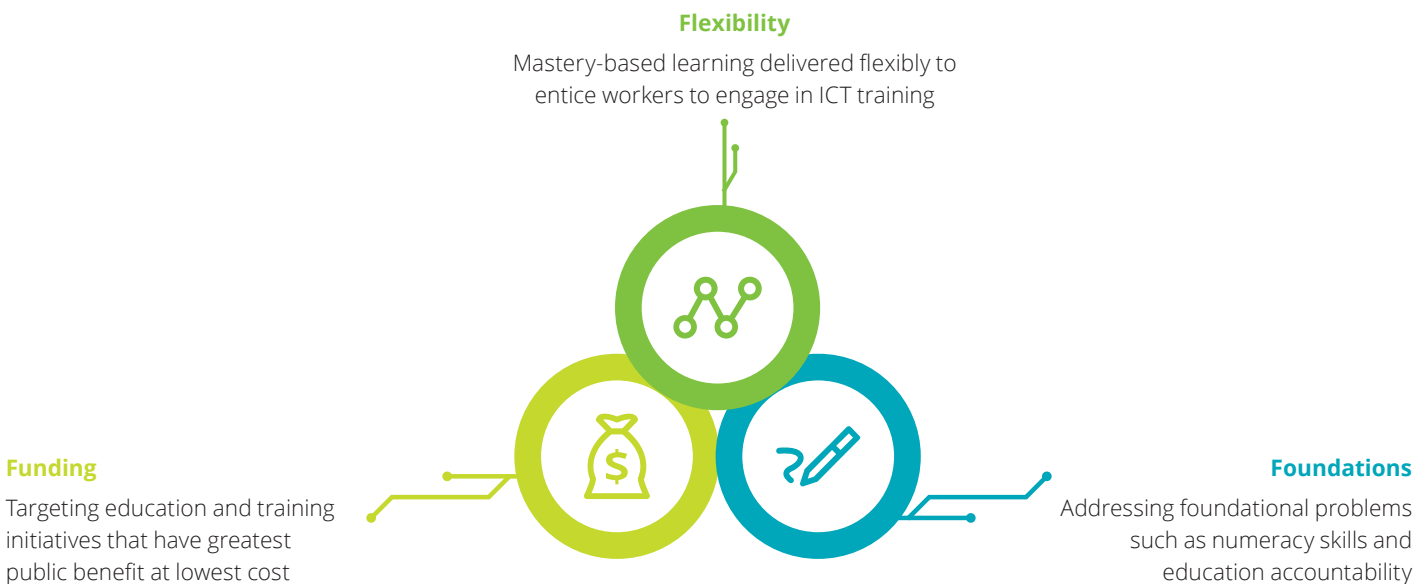 Flexibility
Mastery-based learning delivered flexibly to
entice workers to engage in ICT training
$
Funding
Targeting education and training
initiatives that have greatest
public benefit at lowest cost
Foundations
Addressing foundational problems
such as numeracy skills and
education accountability